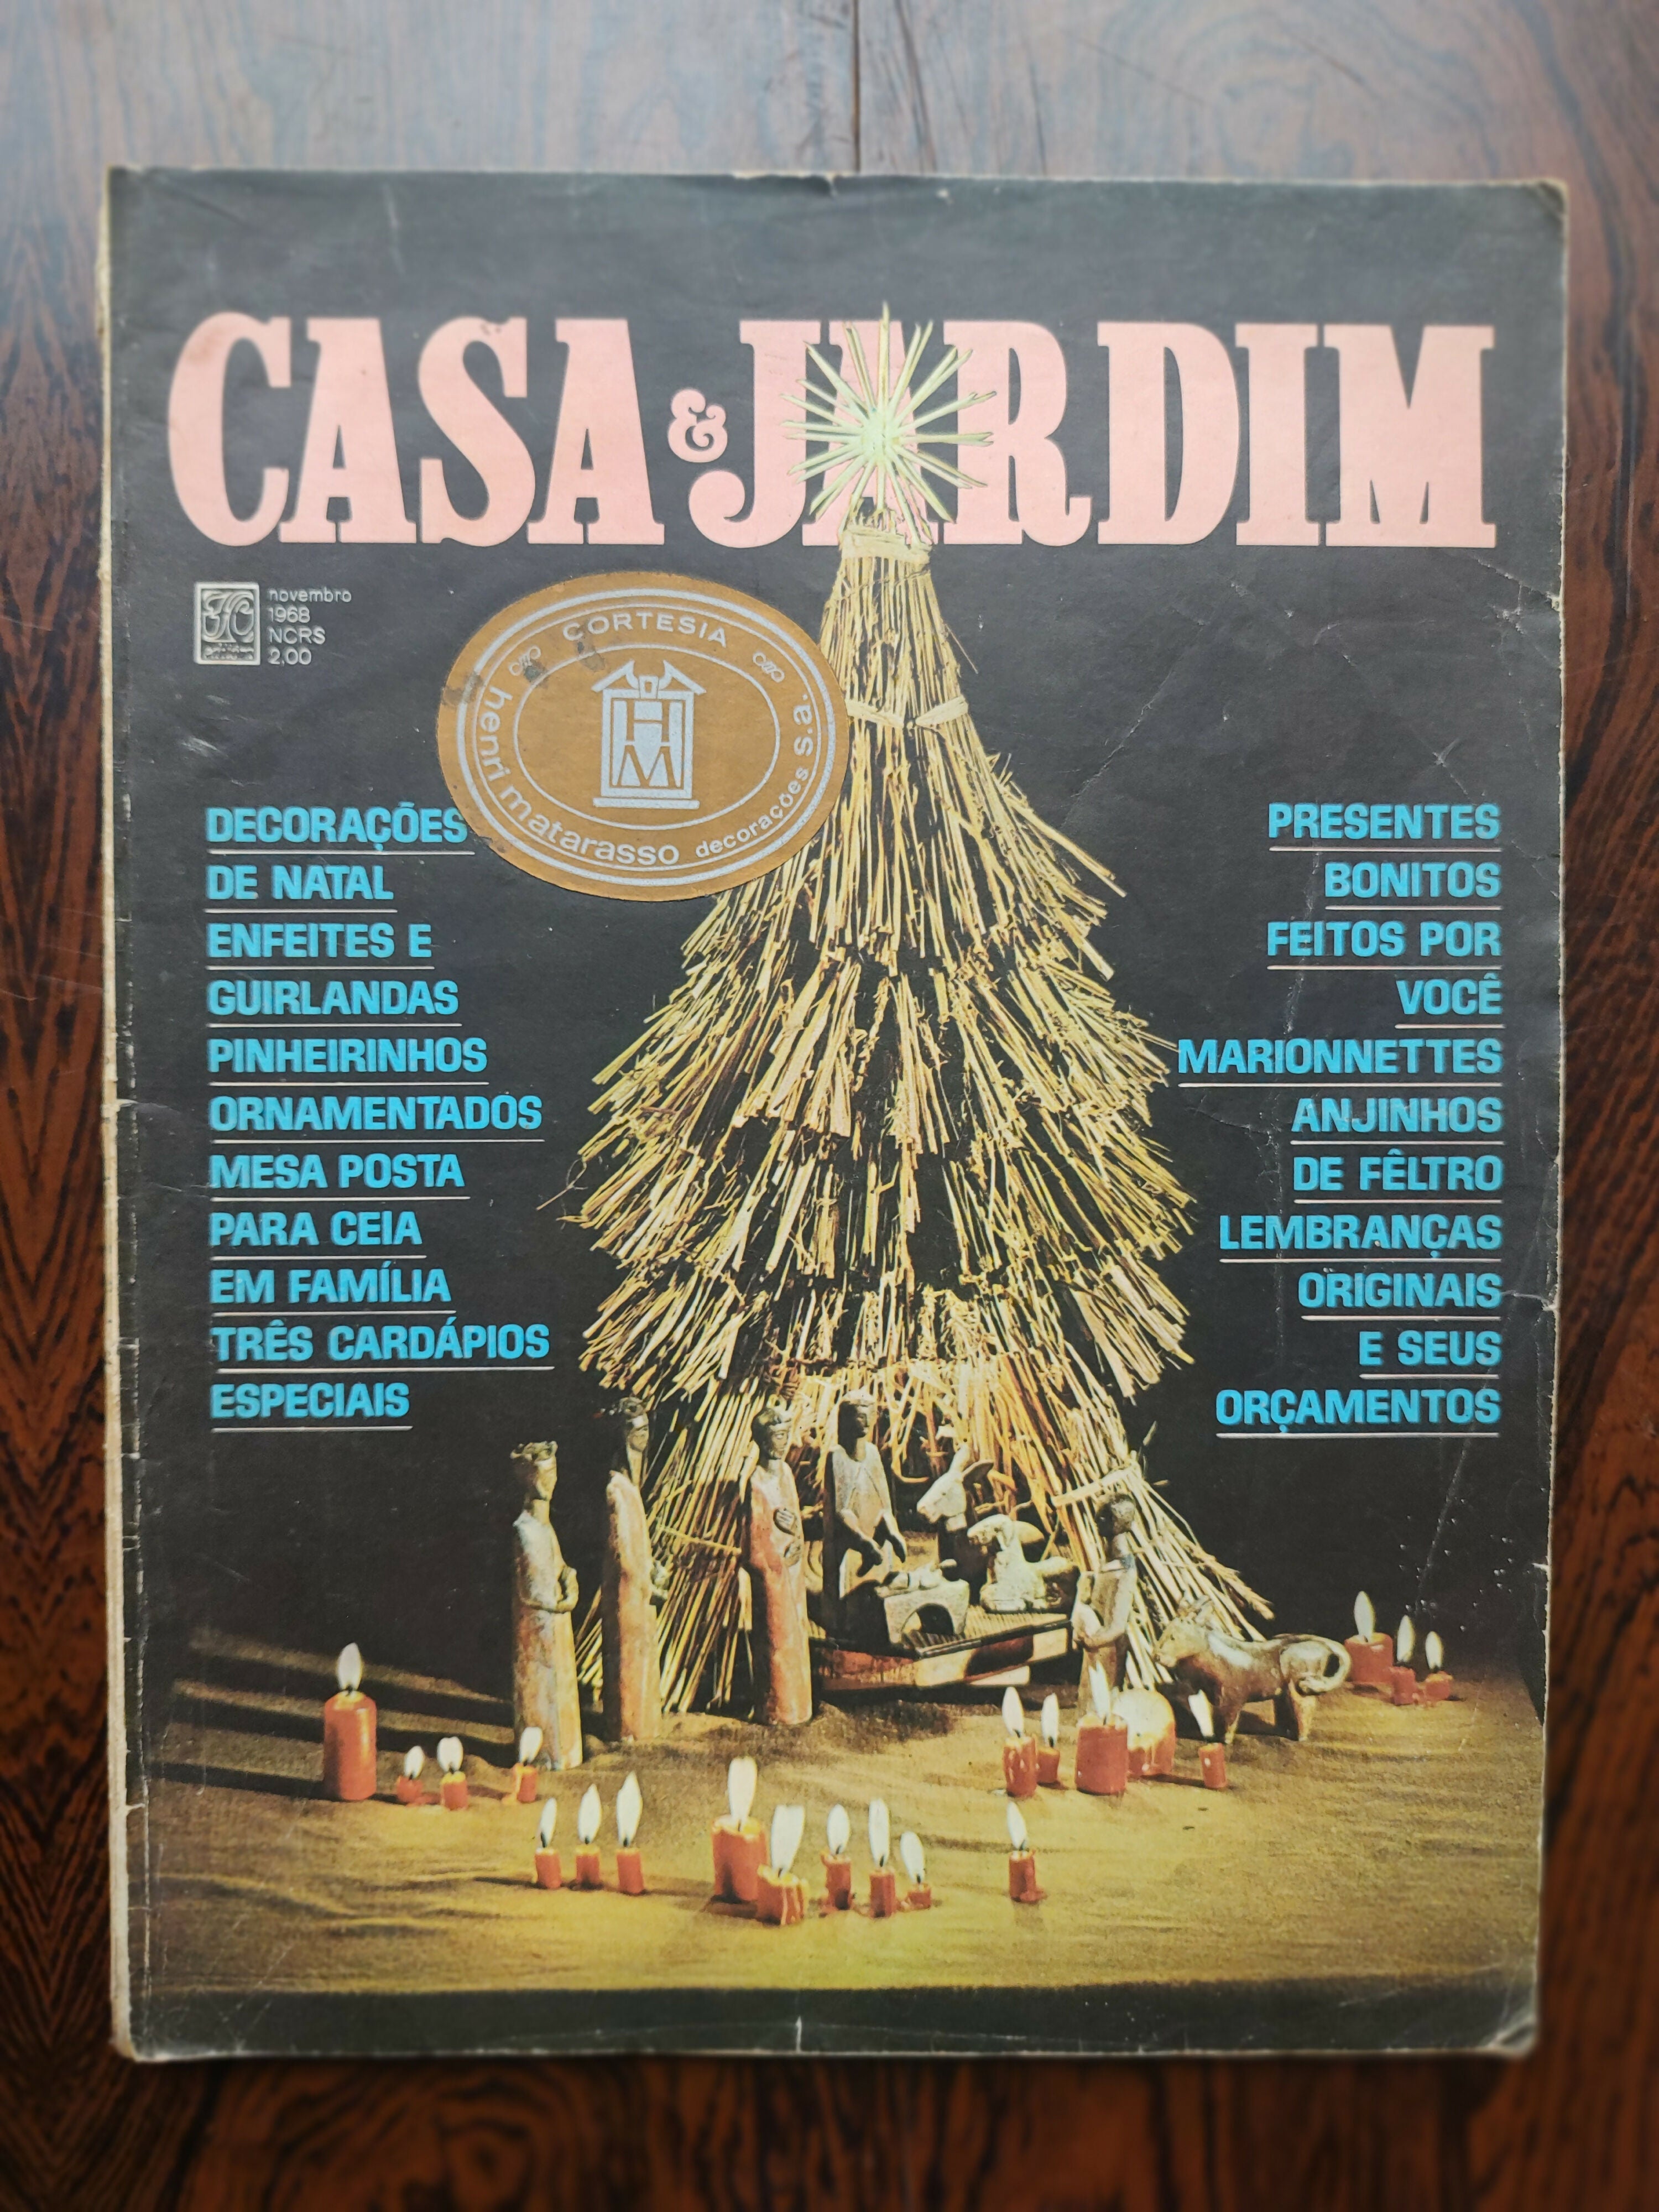 CASA & JARDIM
novembro
1968
NCR$
2,00
CORTESIA
henri matarasso decorações s.a.
HM
DECORAÇÕES
DE NATAL
ENFEITES E
GUIRLANDAS
PINHEIRINHOS
ORNAMENTADOS
MESA POSTA
PARA CEIA
EM FAMÍLIA
TRÊS CARDÁPIOS
ESPECIAIS
PRESENTES
BONITOS
FEITOS POR
VOCÊ
MARIONNETTES
ANJINHOS
DE FÊLTRO
LEMBRANÇAS
ORIGINAIS
E SEUS
ORÇAMENTOS